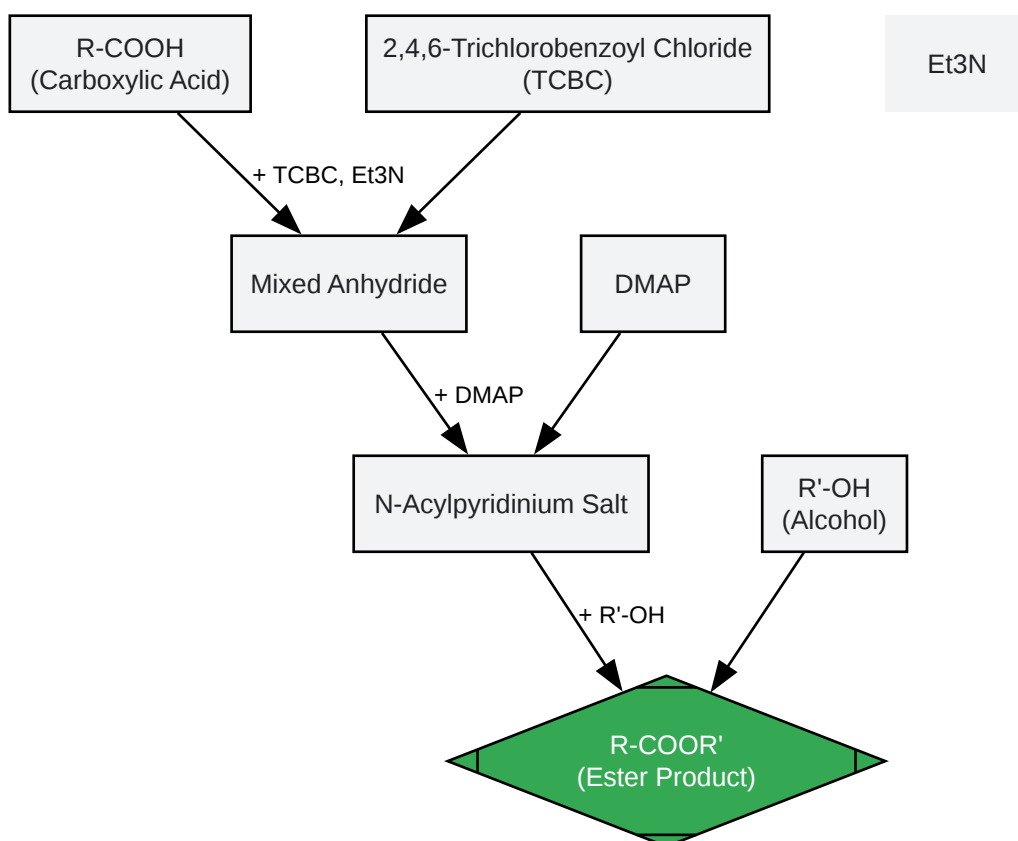 R-COOH
(Carboxylic Acid)
2,4,6-Trichlorobenzoyl Chloride
(TCBC)
Et3N
+ TCBC, Et3N
Mixed Anhydride
DMAP
+ DMAP
N-Acylpyridinium Salt
R'-OH
(Alcohol)
+ R'-OH
R-COOR'
(Ester Product)